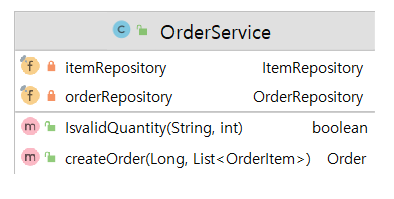 OrderService
itemRepository ItemRepository
orderRepository OrderRepository
IsvalidQuantity(String, int) boolean
createOrder(Long, List<OrderItem>) Order